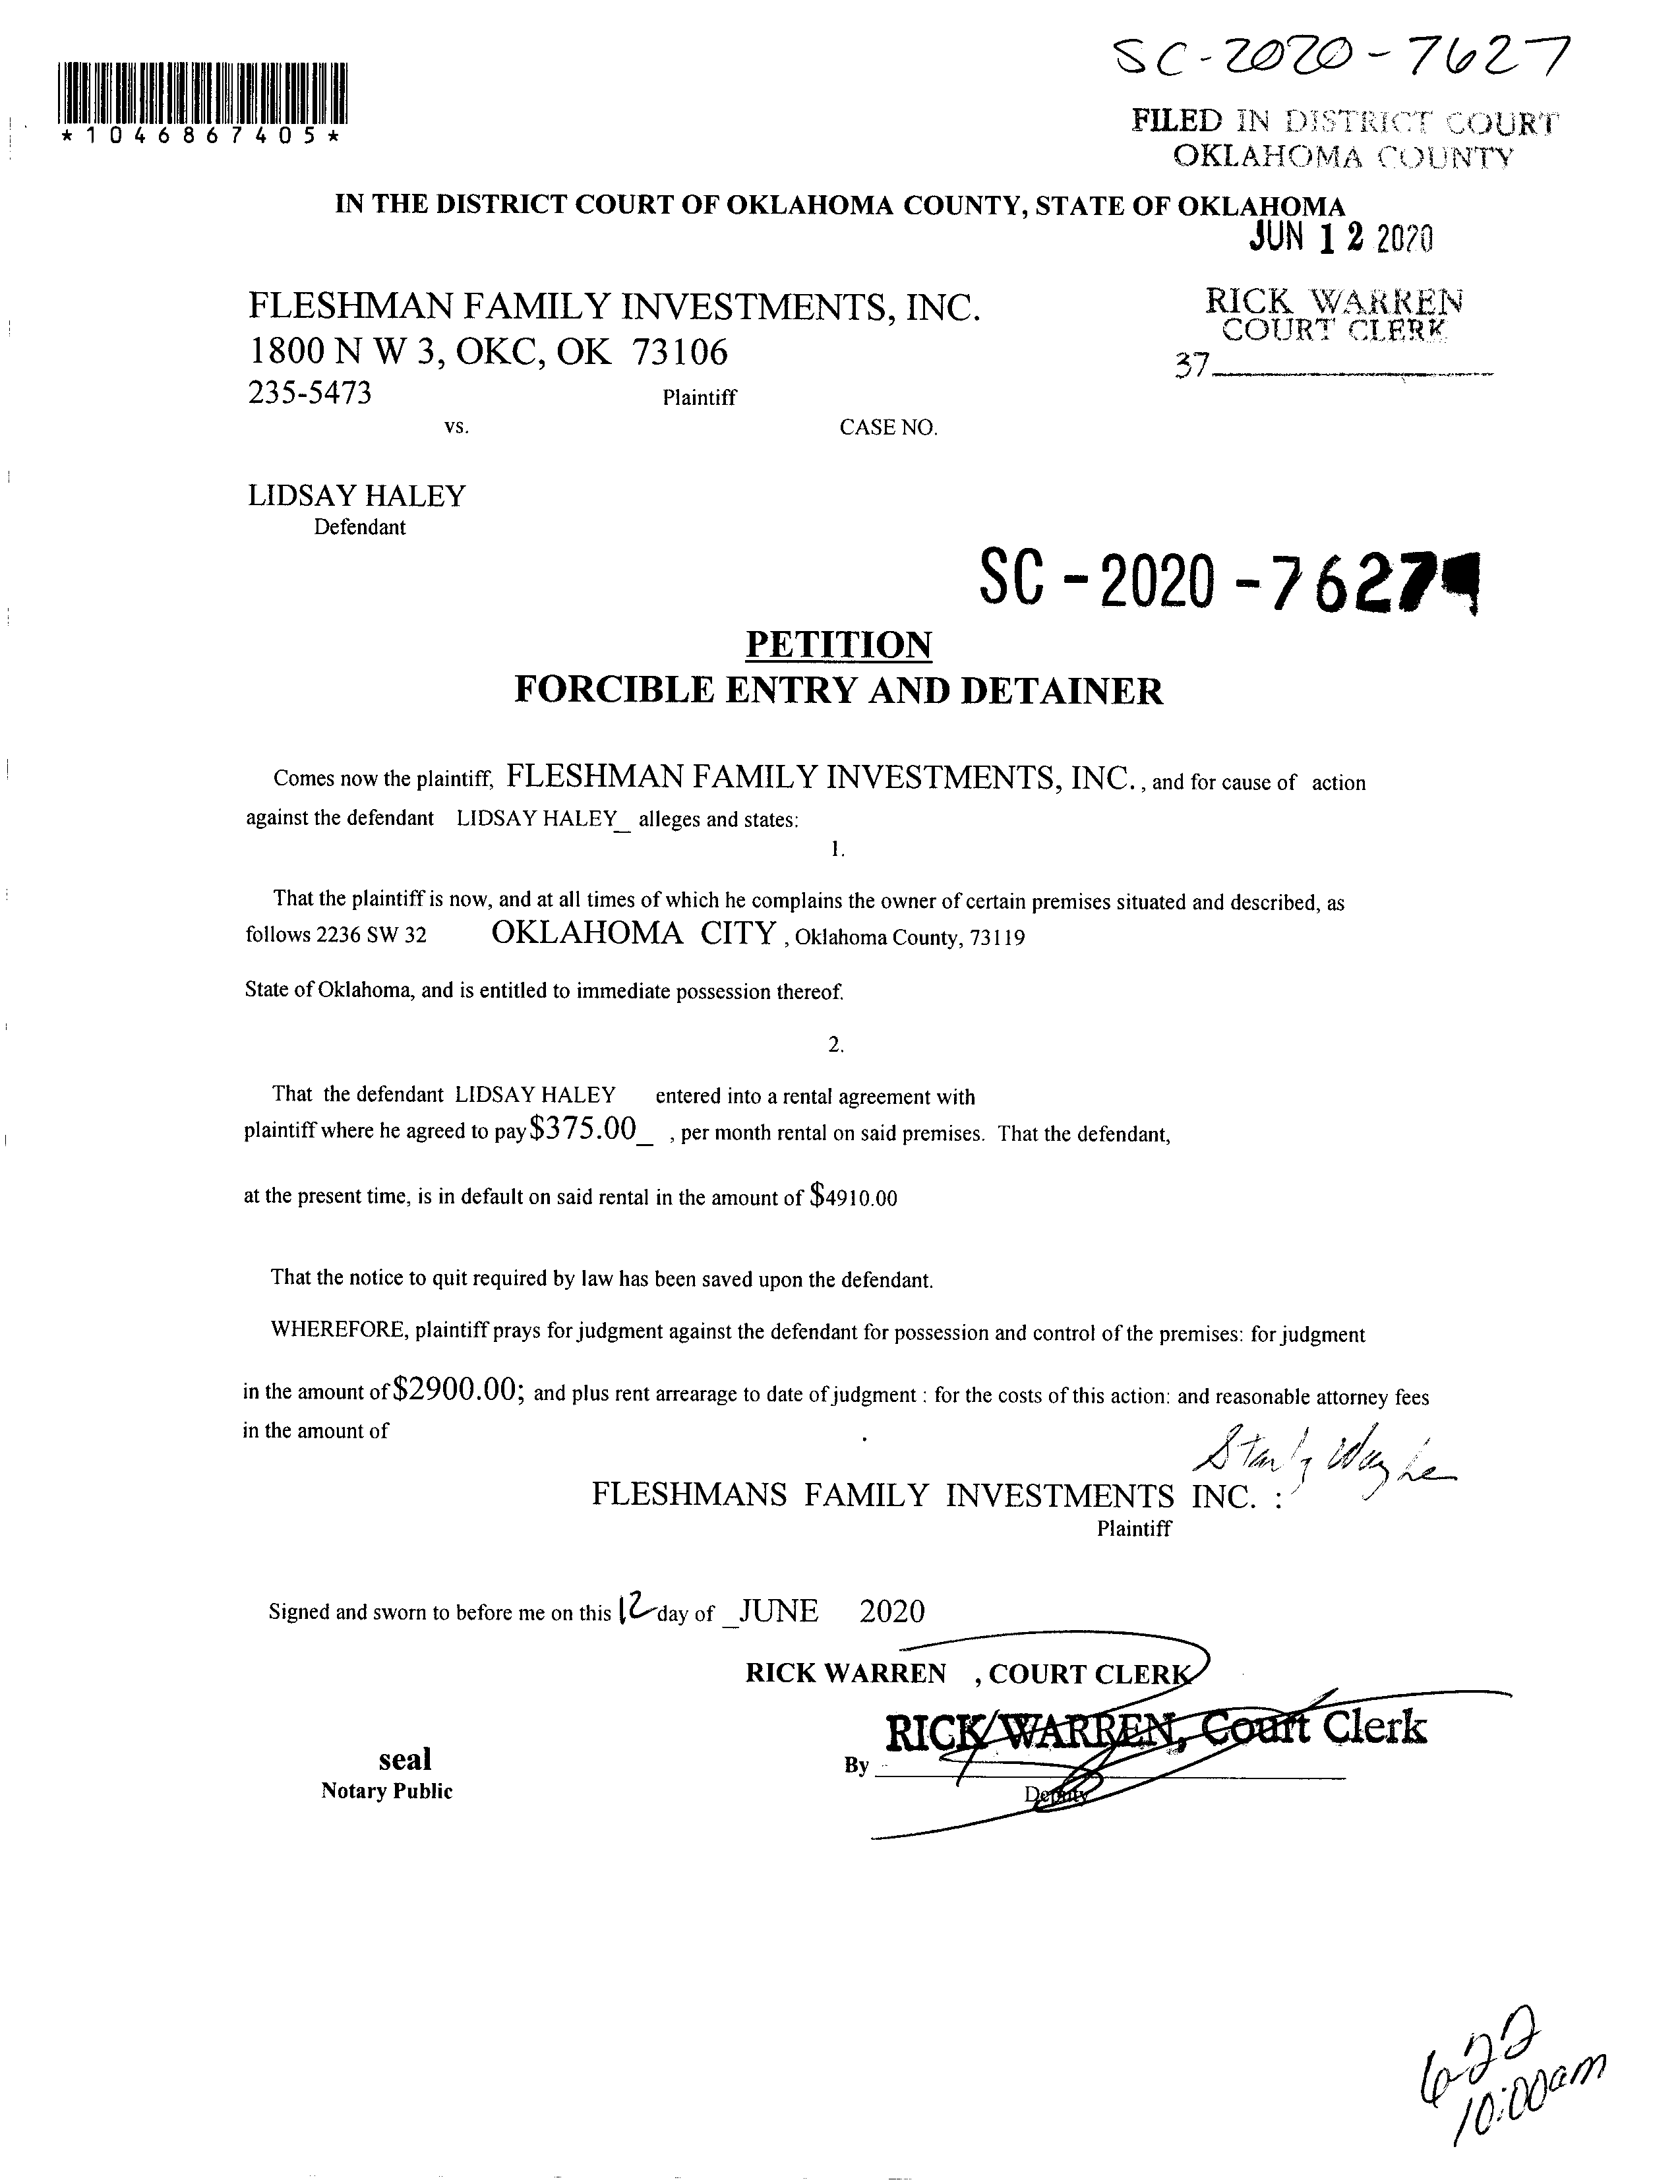 SC-2020-7627
*1046867405*
FILED IN DISTRICT COURT
OKLAHOMA COUNTY
IN THE DISTRICT COURT OF OKLAHOMA COUNTY, STATE OF OKLAHOMA
JUN 12 2020
FLESHMAN FAMILY INVESTMENTS, INC.
RICK WARREN
COURT CLERK
1800 N W 3, OKC, OK 73106
37
235-5473 Plaintiff
vs. CASE NO.
LIDSAY HALEY
Defendant
SC-2020-7627
PETITION
FORCIBLE ENTRY AND DETAINER
Comes now the plaintiff, FLESHMAN FAMILY INVESTMENTS, INC. , and for cause of action
against the defendant LIDSAY HALEY_ alleges and states:
1.
That the plaintiff is now, and at all times of which he complains the owner of certain premises situated and described, as
follows 2236 SW 32 OKLAHOMA CITY , Oklahoma County, 73119
State of Oklahoma, and is entitled to immediate possession thereof.
2.
That the defendant LIDSAY HALEY entered into a rental agreement with
plaintiff where he agreed to pay $375.00_ , per month rental on said premises. That the defendant,
at the present time, is in default on said rental in the amount of $4910.00
That the notice to quit required by law has been saved upon the defendant.
WHEREFORE, plaintiff prays for judgment against the defendant for possession and control of the premises: for judgment
in the amount of $2900.00; and plus rent arrearage to date of judgment : for the costs of this action: and reasonable attorney fees
in the amount of .
FLESHMANS FAMILY INVESTMENTS INC. :
Plaintiff
Signed and sworn to before me on this 12 day of _JUNE 2020
RICK WARREN , COURT CLERK
RICK WARREN, Court Clerk
seal
By
Notary Public
Deputy
622
10:00am